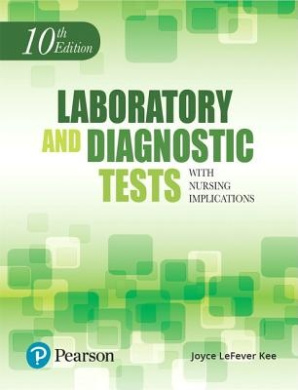 10th
Edition
LABORATORY
AND DIAGNOSTIC
TESTS
WITH
NURSING
IMPLICATIONS
Pearson
Joyce LeFever Kee